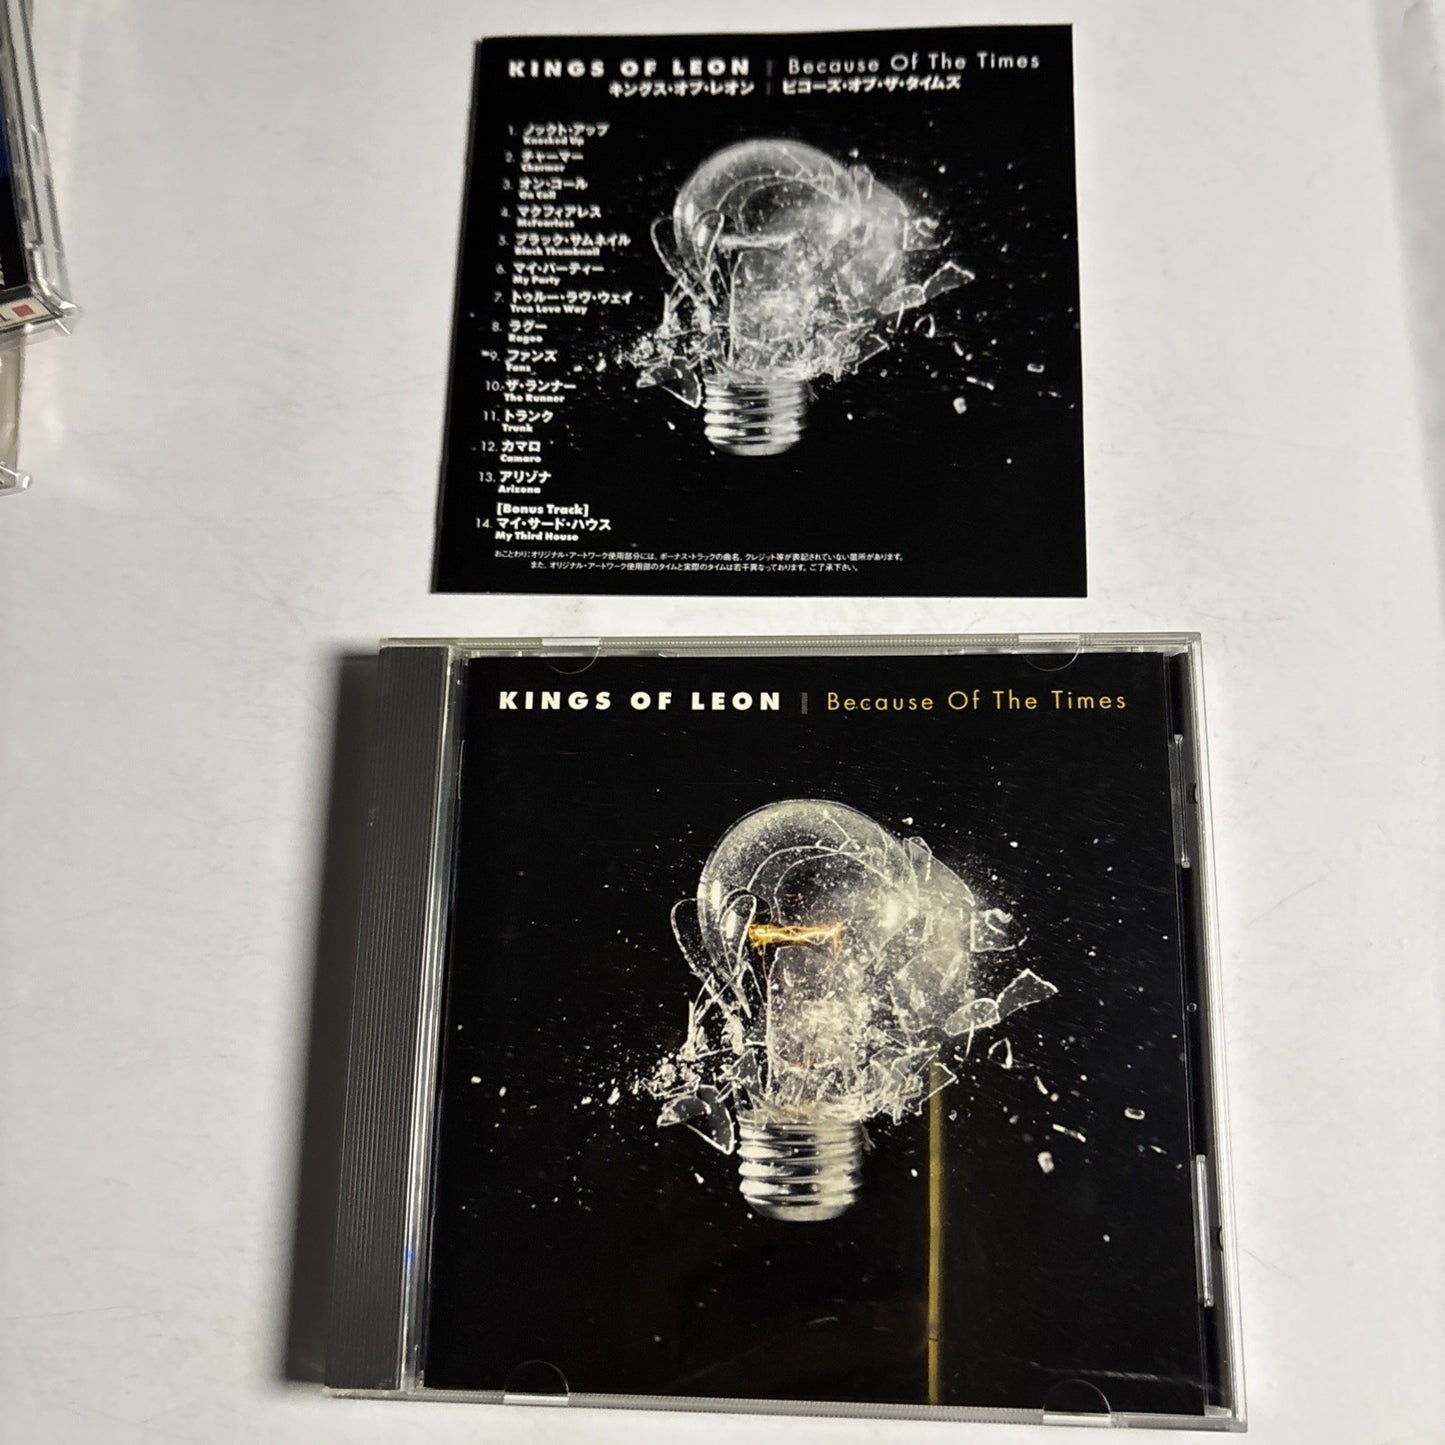 KINGS OF LEON | Because Of The Times
キングス・オブ・レオン | ビコーズ・オブ・ザ・タイムズ
1. ノックト・アップ
Knocked Up
2. チャーマー
Charmer
3. オン・コール
On Call
4. マクフィアレス
McFearless
5. ブラック・サムネイル
Black Thumbnail
6. マイ・パーティー
My Party
7. トゥルー・ラヴ・ウェイ
True Love Way
8. ラグー
Ragoo
9. ファンズ
Fans
10. ザ・ランナー
The Runner
11. トランク
Trunk
12. カマロ
Camaro
13. アリゾナ
Arizona
[Bonus Track]
14. マイ・サード・ハウス
My Third House
おことわり：オリジナル・アートワーク使用部分には、ボーナス・トラックの曲名、クレジット等が表記されていない箇所があります。
また、オリジナル・アートワーク使用部のタイムと実際のタイムは若干異なっております。ご了承下さい。
KINGS OF LEON | Because Of The Times